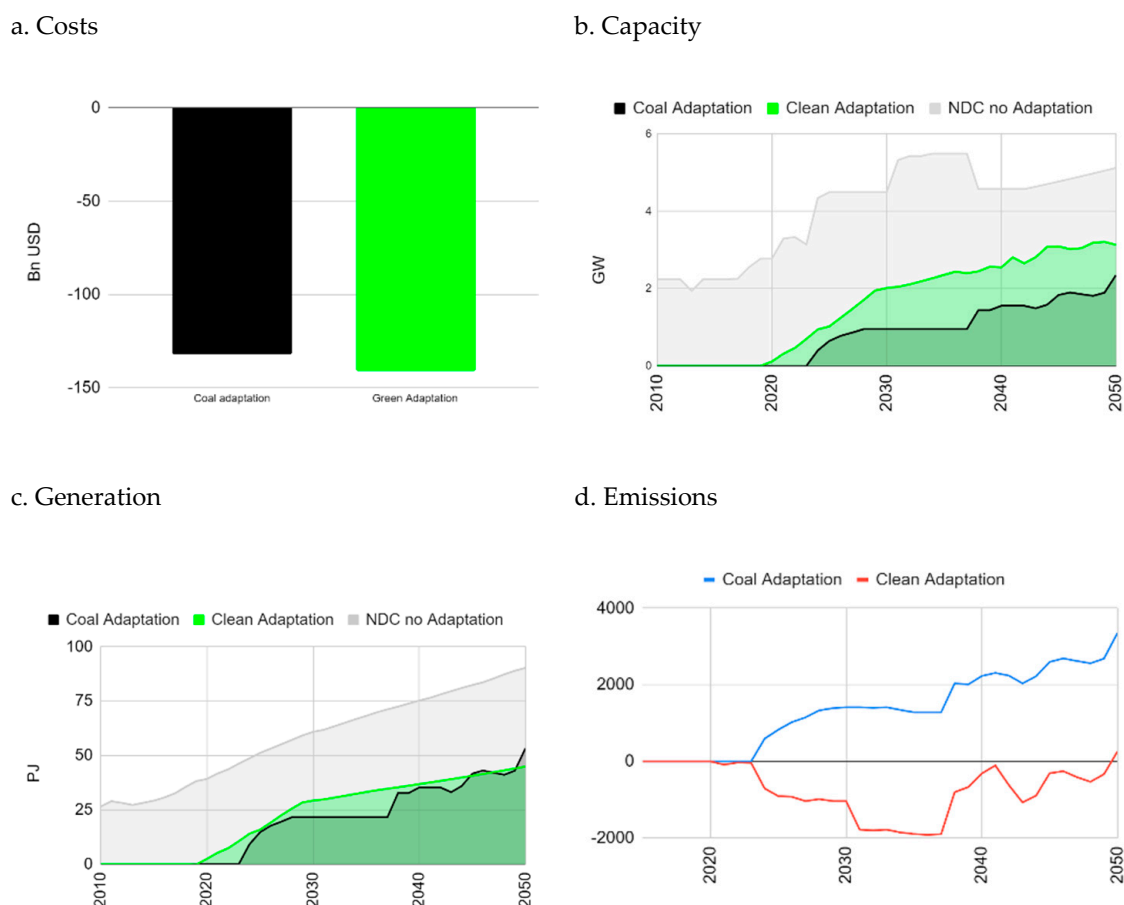 a. Costs
b. Capacity
0
-50
-100
-150
Bn USD
Coal adaptation
Green Adaptation
Coal Adaptation Clean Adaptation NDC no Adaptation
6
4
2
0
GW
2010
2020
2030
2040
2050
c. Generation
d. Emissions
Coal Adaptation Clean Adaptation NDC no Adaptation
100
75
50
25
0
PJ
2010
2020
2030
2040
2050
Coal Adaptation Clean Adaptation
4000
2000
0
-2000
2020
2030
2040
2050